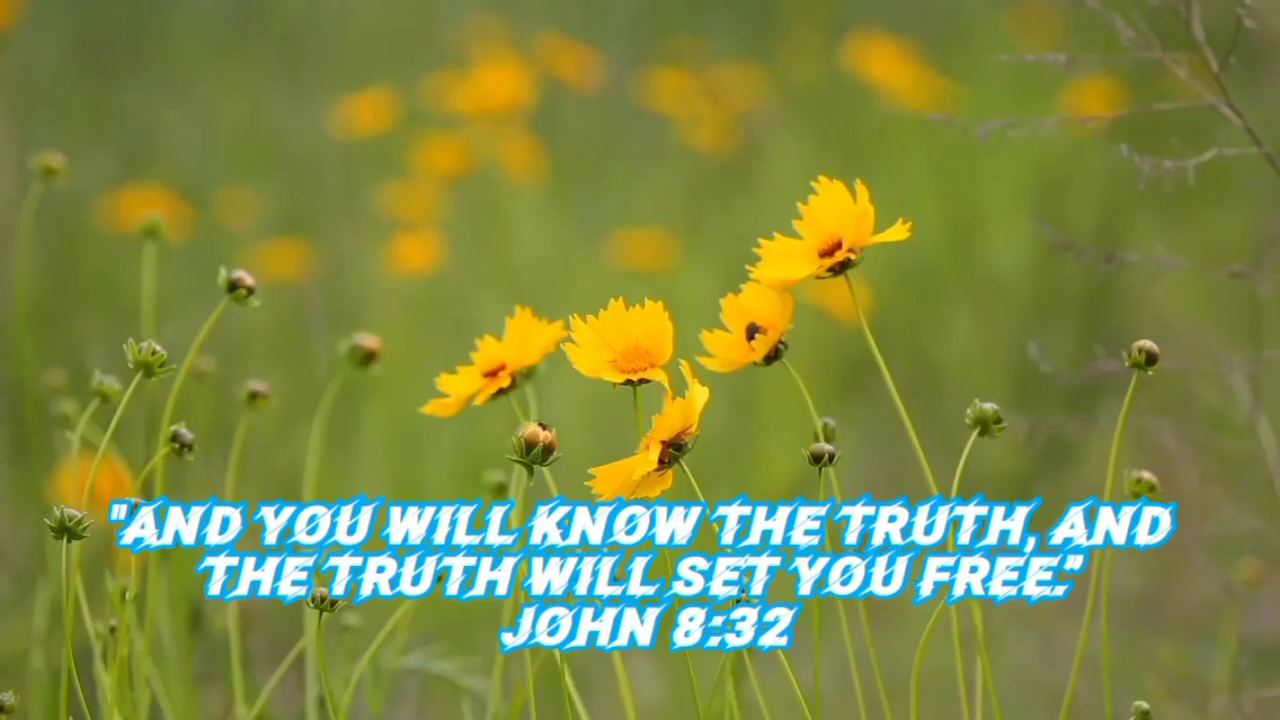 "AND YOU WILL KNOW THE TRUTH, AND
THE TRUTH WILL SET YOU FREE."
JOHN 8:32